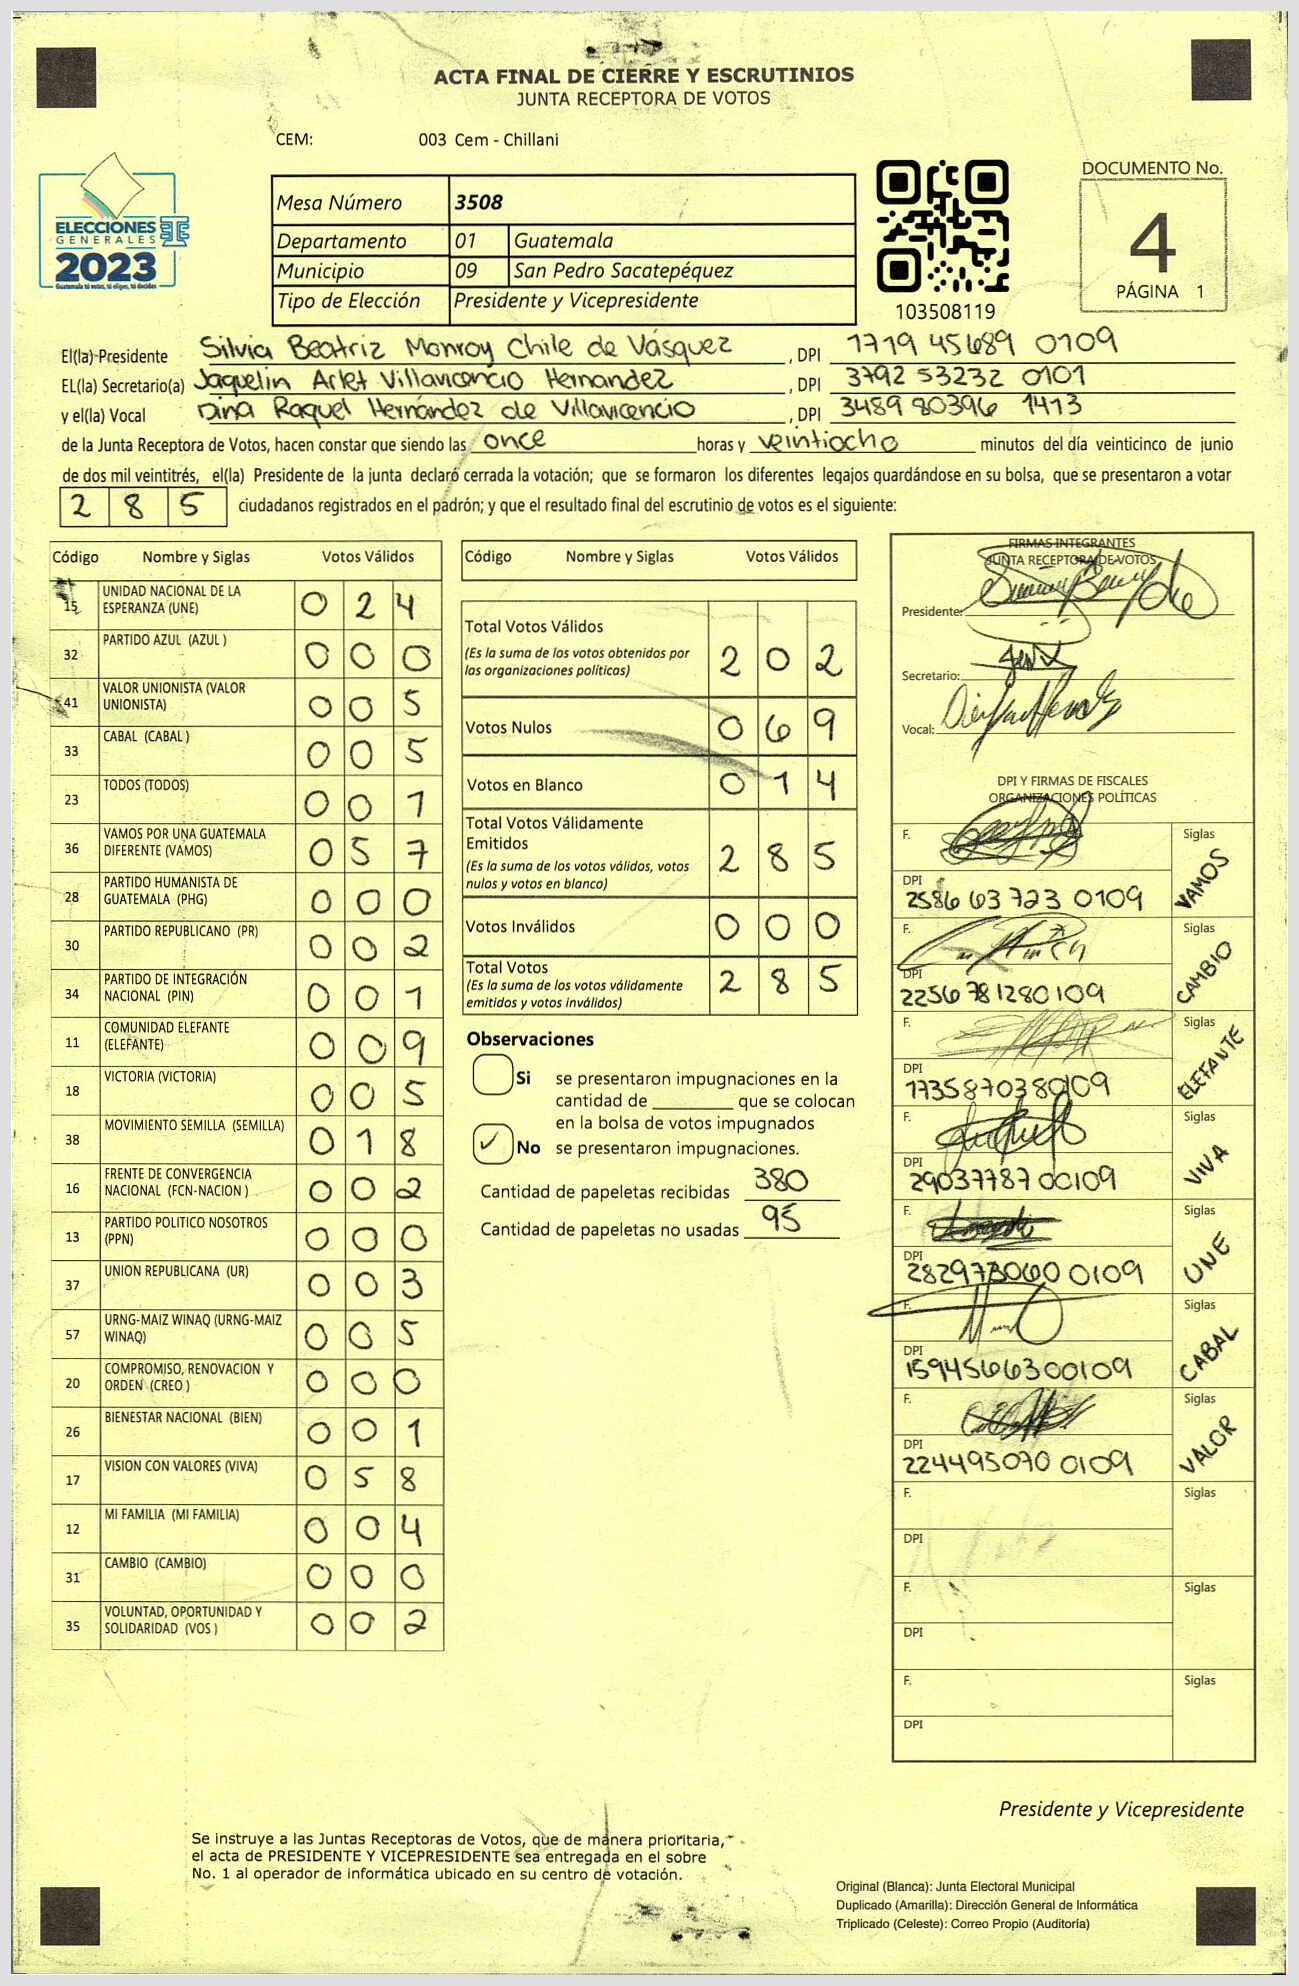 ACTA FINAL DE CIERRE Y ESCRUTINIOS
JUNTA RECEPTORA DE VOTOS
CEM: 003 Cem - Chillani
ELECCIONES
GENERALES
2023
Guatemala tú votas, tú eliges, tú decides
Mesa Número 3508
Departamento 01 Guatemala
Municipio 09 San Pedro Sacatepéquez
Tipo de Elección Presidente y Vicepresidente
103508119
DOCUMENTO No.
4
PÁGINA 1
El(la) Presidente Silvia Beatriz Monroy Chile de Vásquez, DPI 1719 45689 0109
EL(la) Secretario(a) Jaquelin Arlet Villavicencio Hernandez, DPI 3792 53232 0101
y el(la) Vocal Dina Raquel Hernández de Villavicencio, DPI 3489 80396 1413
de la Junta Receptora de Votos, hacen constar que siendo las once horas y veintiocho minutos del día veinticinco de junio
de dos mil veintitrés, el(la) Presidente de la junta declaró cerrada la votación; que se formaron los diferentes legajos guardándose en su bolsa, que se presentaron a votar
285 ciudadanos registrados en el padrón; y que el resultado final del escrutinio de votos es el siguiente:
Código Nombre y Siglas Votos Válidos
15 UNIDAD NACIONAL DE LA ESPERANZA (UNE) 0 2 4
32 PARTIDO AZUL (AZUL ) 0 0 0
41 VALOR UNIONISTA (VALOR UNIONISTA) 0 0 5
33 CABAL (CABAL ) 0 0 5
23 TODOS (TODOS) 0 0 1
36 VAMOS POR UNA GUATEMALA DIFERENTE (VAMOS) 0 5 7
28 PARTIDO HUMANISTA DE GUATEMALA (PHG) 0 0 0
30 PARTIDO REPUBLICANO (PR) 0 0 2
34 PARTIDO DE INTEGRACIÓN NACIONAL (PIN) 0 0 1
11 COMUNIDAD ELEFANTE (ELEFANTE) 0 0 9
18 VICTORIA (VICTORIA) 0 0 5
38 MOVIMIENTO SEMILLA (SEMILLA) 0 1 8
16 FRENTE DE CONVERGENCIA NACIONAL (FCN-NACION ) 0 0 2
13 PARTIDO POLITICO NOSOTROS (PPN) 0 0 0
37 UNION REPUBLICANA (UR) 0 0 3
57 URNG-MAIZ WINAQ (URNG-MAIZ WINAQ) 0 0 5
20 COMPROMISO, RENOVACION Y ORDEN (CREO ) 0 0 0
26 BIENESTAR NACIONAL (BIEN) 0 0 1
17 VISION CON VALORES (VIVA) 0 5 8
12 MI FAMILIA (MI FAMILIA) 0 0 4
31 CAMBIO (CAMBIO) 0 0 0
35 VOLUNTAD, OPORTUNIDAD Y SOLIDARIDAD (VOS ) 0 0 2
Código Nombre y Siglas Votos Válidos
Total Votos Válidos 2 0 2
(Es la suma de los votos obtenidos por
las organizaciones políticas)
Votos Nulos 0 6 9
Votos en Blanco 0 1 4
Total Votos Válidamente
Emitidos 2 8 5
(Es la suma de los votos válidos, votos
nulos y votos en blanco)
Votos Inválidos 0 0 0
Total Votos 2 8 5
(Es la suma de los votos válidamente
emitidos y votos inválidos)
Observaciones
Si se presentaron impugnaciones en la
cantidad de ________ que se colocan
en la bolsa de votos impugnados
✓ No se presentaron impugnaciones.
Cantidad de papeletas recibidas 380
Cantidad de papeletas no usadas 95
FIRMAS INTEGRANTES
JUNTA RECEPTORA DE VOTOS
Presidente:
Secretario:
Vocal:
DPI Y FIRMAS DE FISCALES
ORGANIZACIONES POLÍTICAS
F. Siglas VAMOS
DPI 2586 63723 0109
F. Siglas CAMBIO
DPI 2256 78128 0109
F. Siglas ELEFANTE
DPI 1735870380109
F. Siglas VIVA
DPI 2903778700109
F. Siglas UNE
DPI 282973060 0109
F. Siglas CABAL
DPI 1594566300109
F. Siglas VALOR
DPI 224495070 0109
F. Siglas
DPI
F. Siglas
DPI
F. Siglas
DPI
Presidente y Vicepresidente
Se instruye a las Juntas Receptoras de Votos, que de manera prioritaria,
el acta de PRESIDENTE Y VICEPRESIDENTE sea entregada en el sobre
No. 1 al operador de informática ubicado en su centro de votación.
Original (Blanca): Junta Electoral Municipal
Duplicado (Amarilla): Dirección General de Informática
Triplicado (Celeste): Correo Propio (Auditoría)